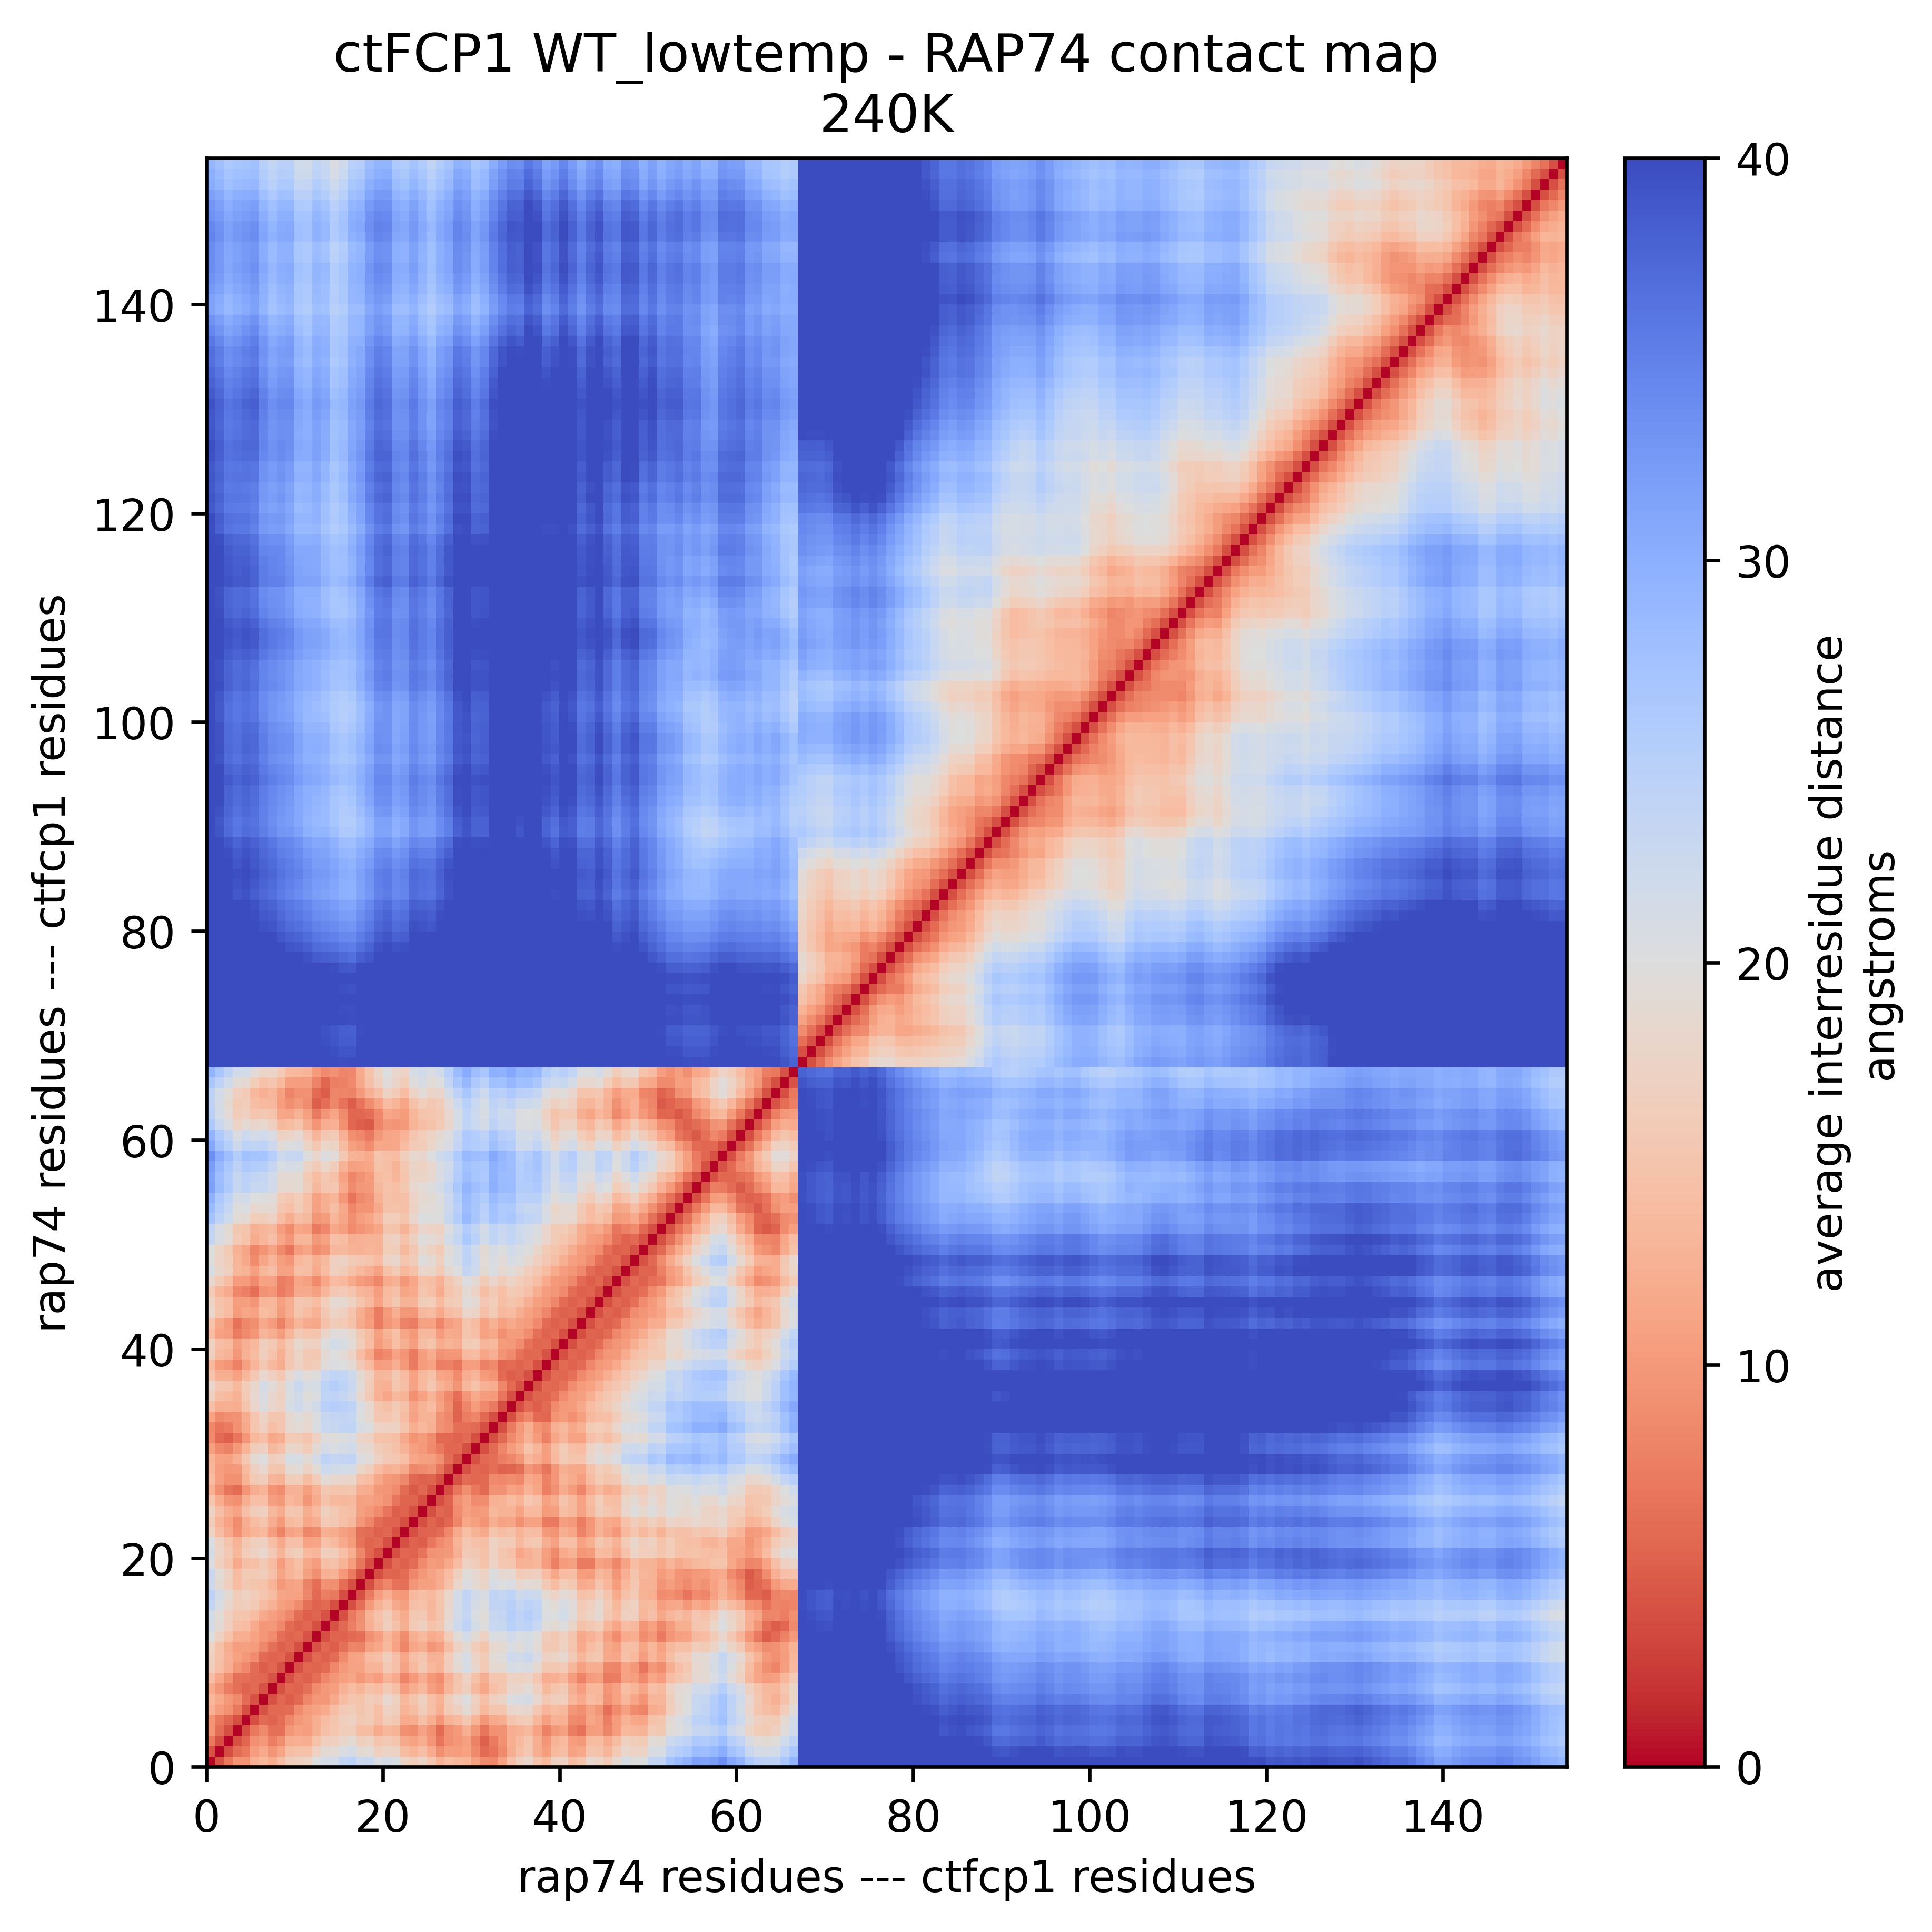 ctFCP1 WT_lowtemp - RAP74 contact map
240K
rap74 residues --- ctfcp1 residues
140
120
100
80
60
40
20
0
0 20 40 60 80 100 120 140
rap74 residues --- ctfcp1 residues
40
30
20
10
0
average interresidue distance
angstroms